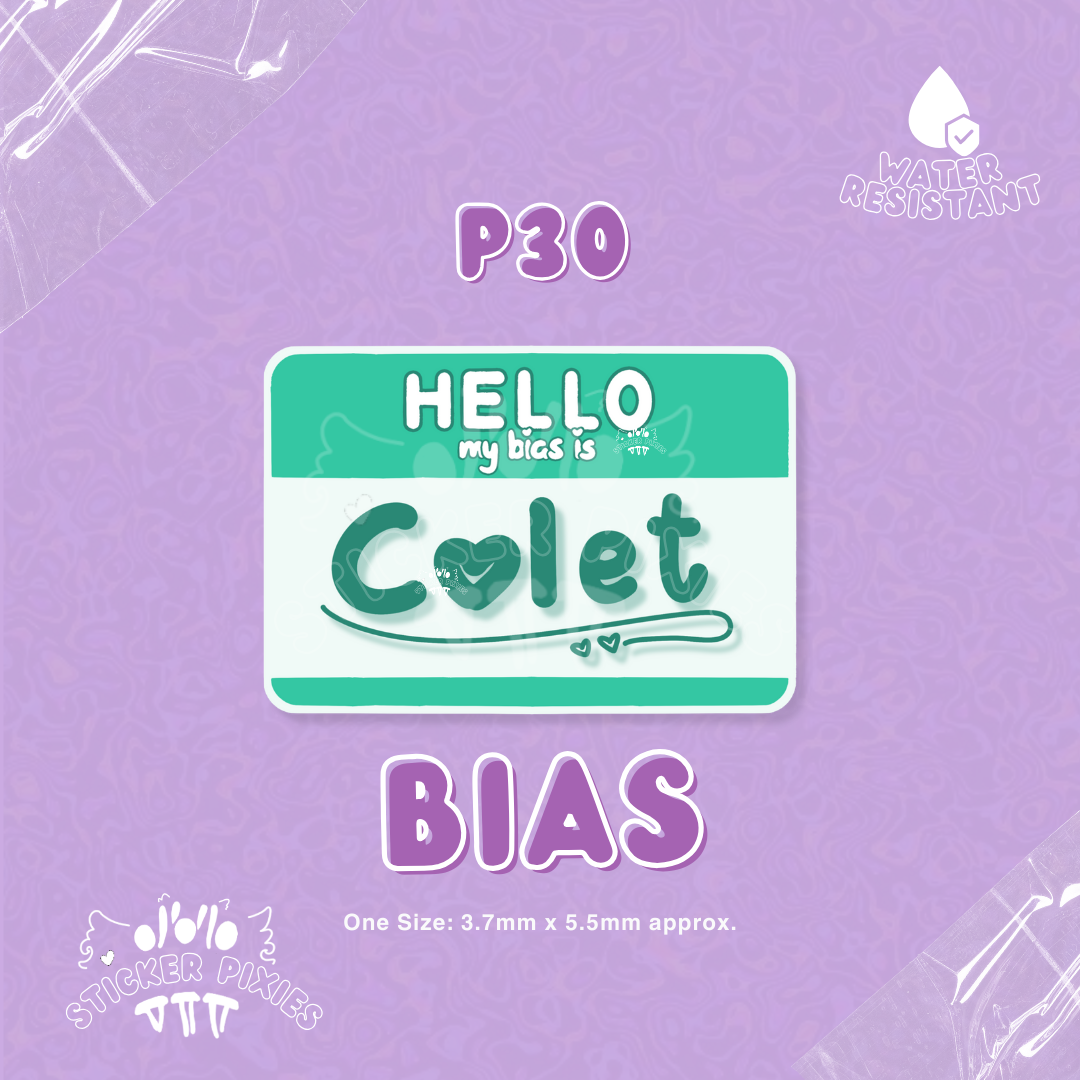 WATER
RESISTANT
P30
HELLO
my bias is
Colet
BIAS
One Size: 3.7mm x 5.5mm approx.
STICKER PIXIES